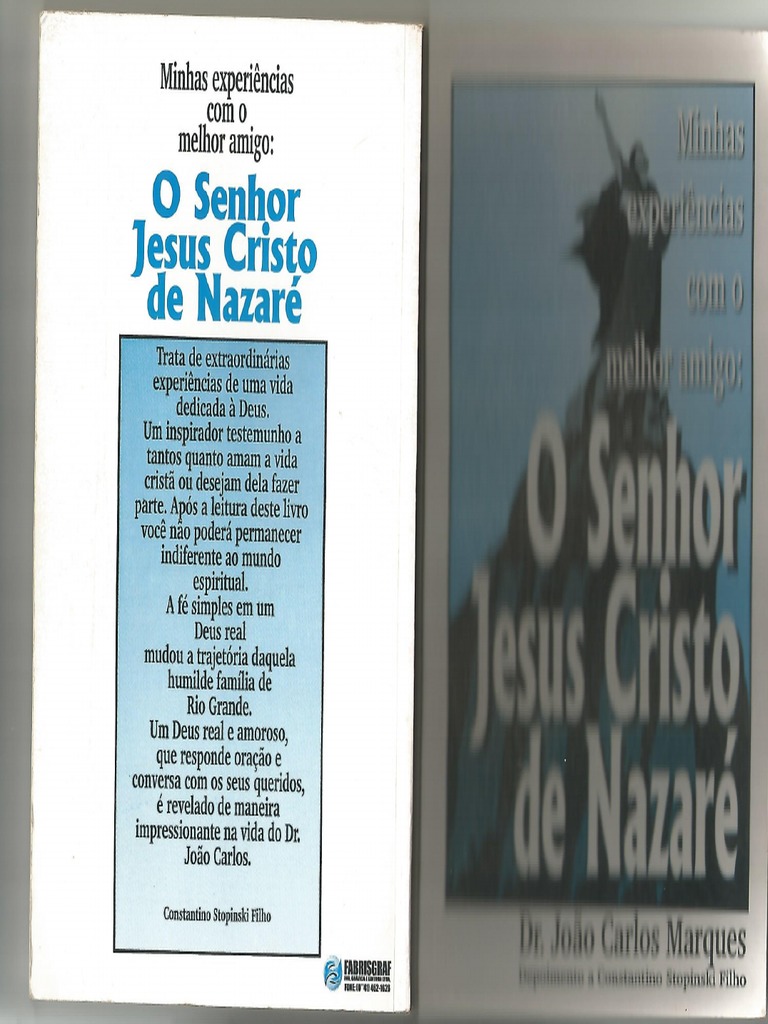 Minhas experiências
com o
melhor amigo:
O Senhor
Jesus Cristo
de Nazaré
Trata de extraordinárias
experiências de uma vida
dedicada à Deus.
Um inspirador testemunho a
tantos quanto amam a vida
cristã ou desejam dela fazer
parte. Após a leitura deste livro
você não poderá permanecer
indiferente ao mundo
espiritual.
A fé simples em um
Deus real
mudou a trajetória daquela
humilde família de
Rio Grande.
Um Deus real e amoroso,
que responde oração e
conversa com os seus queridos,
é revelado de maneira
impressionante na vida do Dr.
João Carlos.
Constantino Stopinski Filho
FABRISGRAF
Minhas
experiências
com o
melhor amigo:
O Senhor
Jesus Cristo
de Nazaré
Dr. João Carlos Marques
Depoimento a Constantino Stopinski Filho